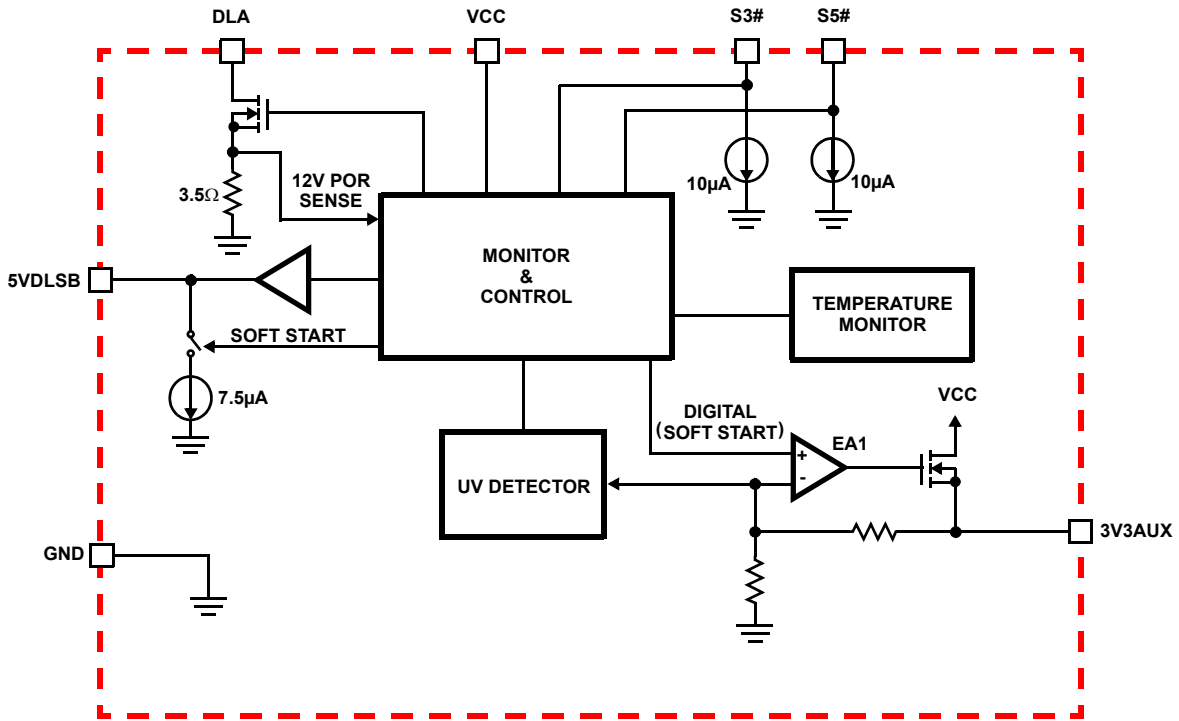 DLA
VCC
S3#
S5#
12V POR
SENSE
3.5Ω
10µA
10µA
MONITOR
&
CONTROL
5VDLSB
TEMPERATURE
MONITOR
SOFT START
7.5µA
VCC
DIGITAL
(SOFT START)
EA1
+
-
UV DETECTOR
3V3AUX
GND